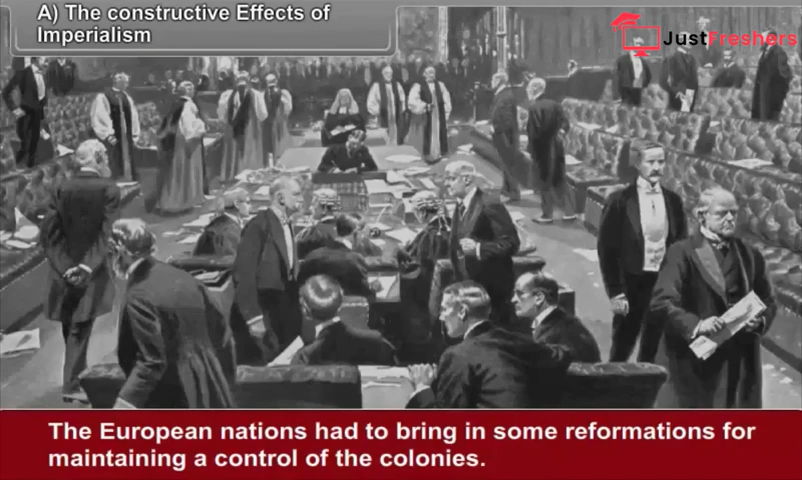 A) The constructive Effects of
Imperialism
JustFreshers
The European nations had to bring in some reformations for
maintaining a control of the colonies.